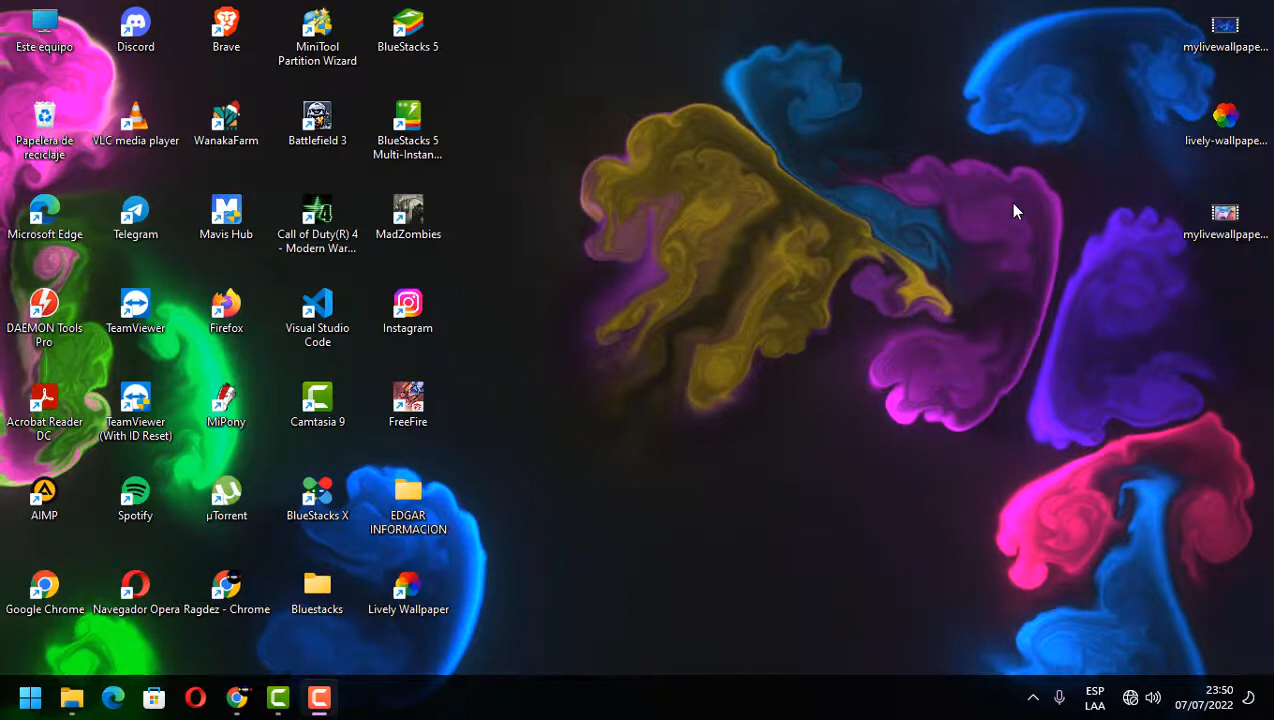 Este equipo
Discord
Brave
MiniTool
Partition Wizard
BlueStacks 5
Papelera de
reciclaje
VLC media player
WanakaFarm
Battlefield 3
BlueStacks 5
Multi-Instan...
Microsoft Edge
Telegram
Mavis Hub
Call of Duty(R) 4
- Modern War...
MadZombies
DAEMON Tools
Pro
TeamViewer
Firefox
Visual Studio
Code
Instagram
Acrobat Reader
DC
TeamViewer
(With ID Reset)
MiPony
Camtasia 9
FreeFire
AIMP
Spotify
µTorrent
BlueStacks X
EDGAR
INFORMACION
Google Chrome
Navegador Opera
Ragdez - Chrome
Bluestacks
Lively Wallpaper
mylivewallpape...
lively-wallpape...
mylivewallpape...
ESP
LAA
23:50
07/07/2022